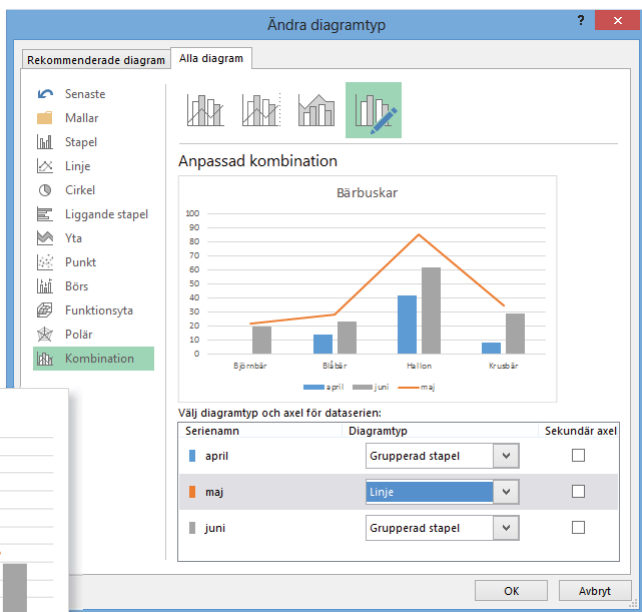 Ändra diagramtyp
?
×
Rekommenderade diagram
Alla diagram
Senaste
Mallar
Stapel
Linje
Cirkel
Liggande stapel
Yta
Punkt
Börs
Funktionsyta
Polär
Kombination
Anpassad kombination
Bärbuskar
100
90
80
70
60
50
40
30
20
10
0
Björnbär Blåbär Hallon Krusbär
april juni maj
Välj diagramtyp och axel för dataserien:
Serienamn Diagramtyp Sekundär axel
april Grupperad stapel
maj Linje
juni Grupperad stapel
OK Avbryt